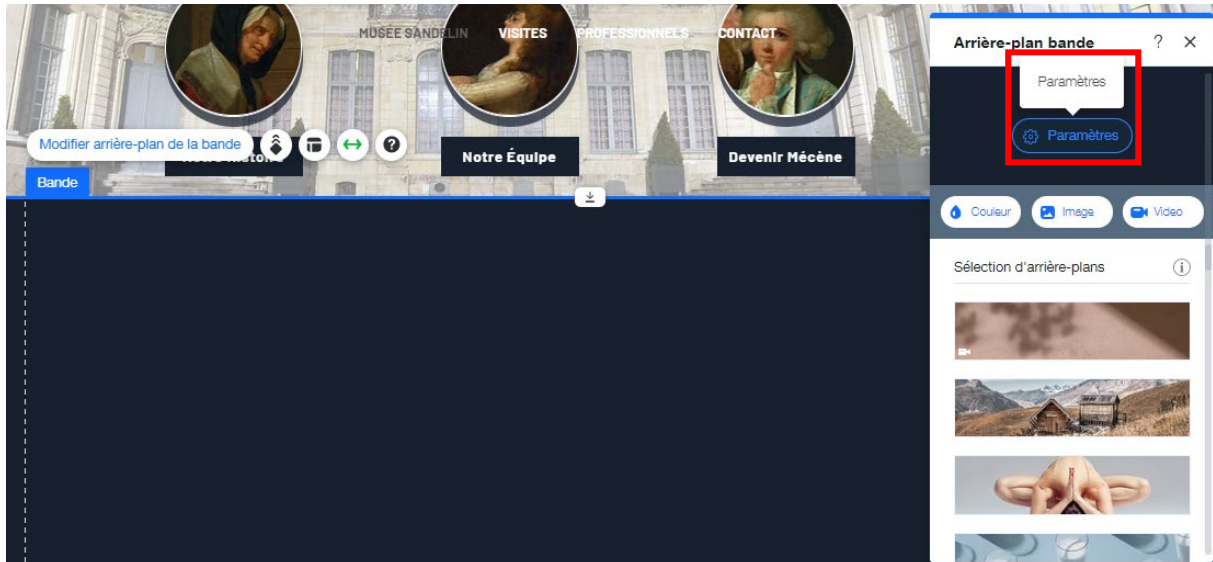 MUSÉE SANDELIN VISITES PROFESSIONNELS CONTACT
Arrière-plan bande ? ×
Paramètres
Paramètres
Modifier arrière-plan de la bande ?
Notre Équipe
Devenir Mécène
Bande
Couleur Image Video
Sélection d'arrière-plans i